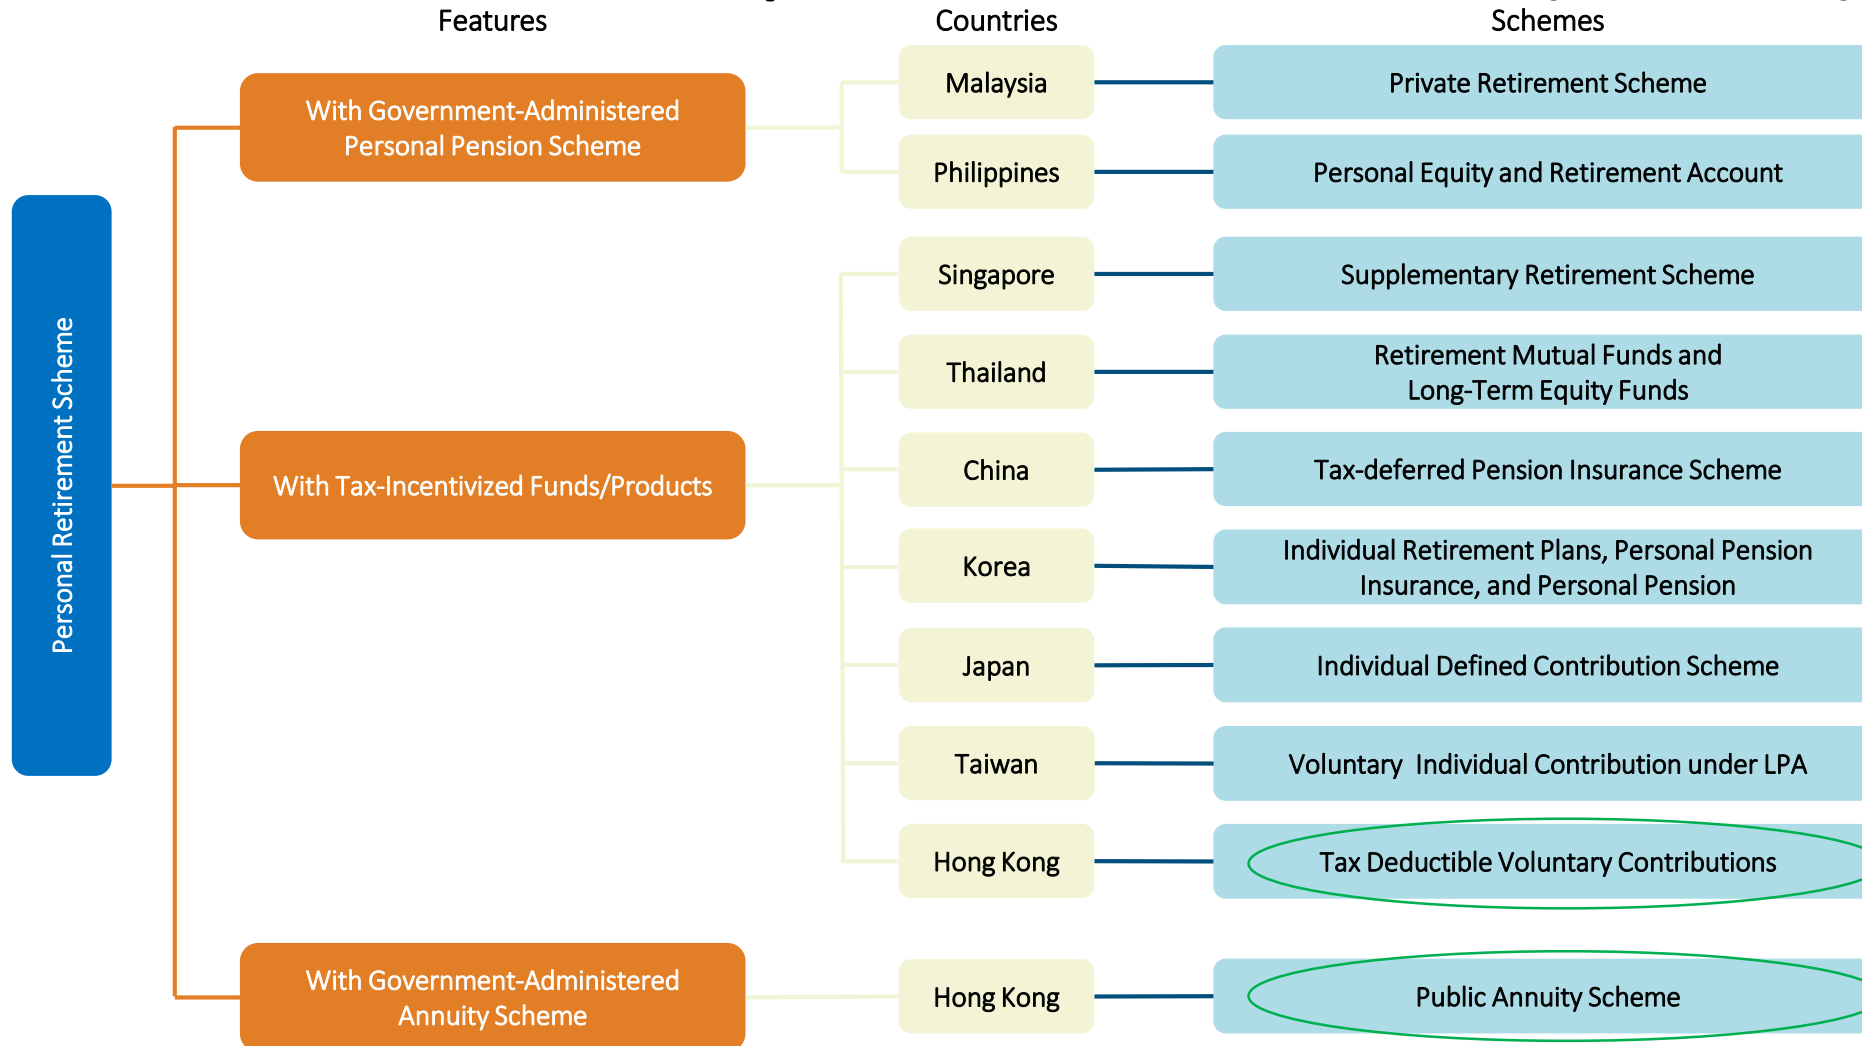 Features
Countries
Schemes
Personal Retirement Scheme
With Government-Administered
Personal Pension Scheme
Malaysia
Private Retirement Scheme
Philippines
Personal Equity and Retirement Account
With Tax-Incentivized Funds/Products
Singapore
Supplementary Retirement Scheme
Thailand
Retirement Mutual Funds and
Long-Term Equity Funds
China
Tax-deferred Pension Insurance Scheme
Korea
Individual Retirement Plans, Personal Pension
Insurance, and Personal Pension
Japan
Individual Defined Contribution Scheme
Taiwan
Voluntary  Individual Contribution under LPA
Hong Kong
Tax Deductible Voluntary Contributions
With Government-Administered
Annuity Scheme
Hong Kong
Public Annuity Scheme